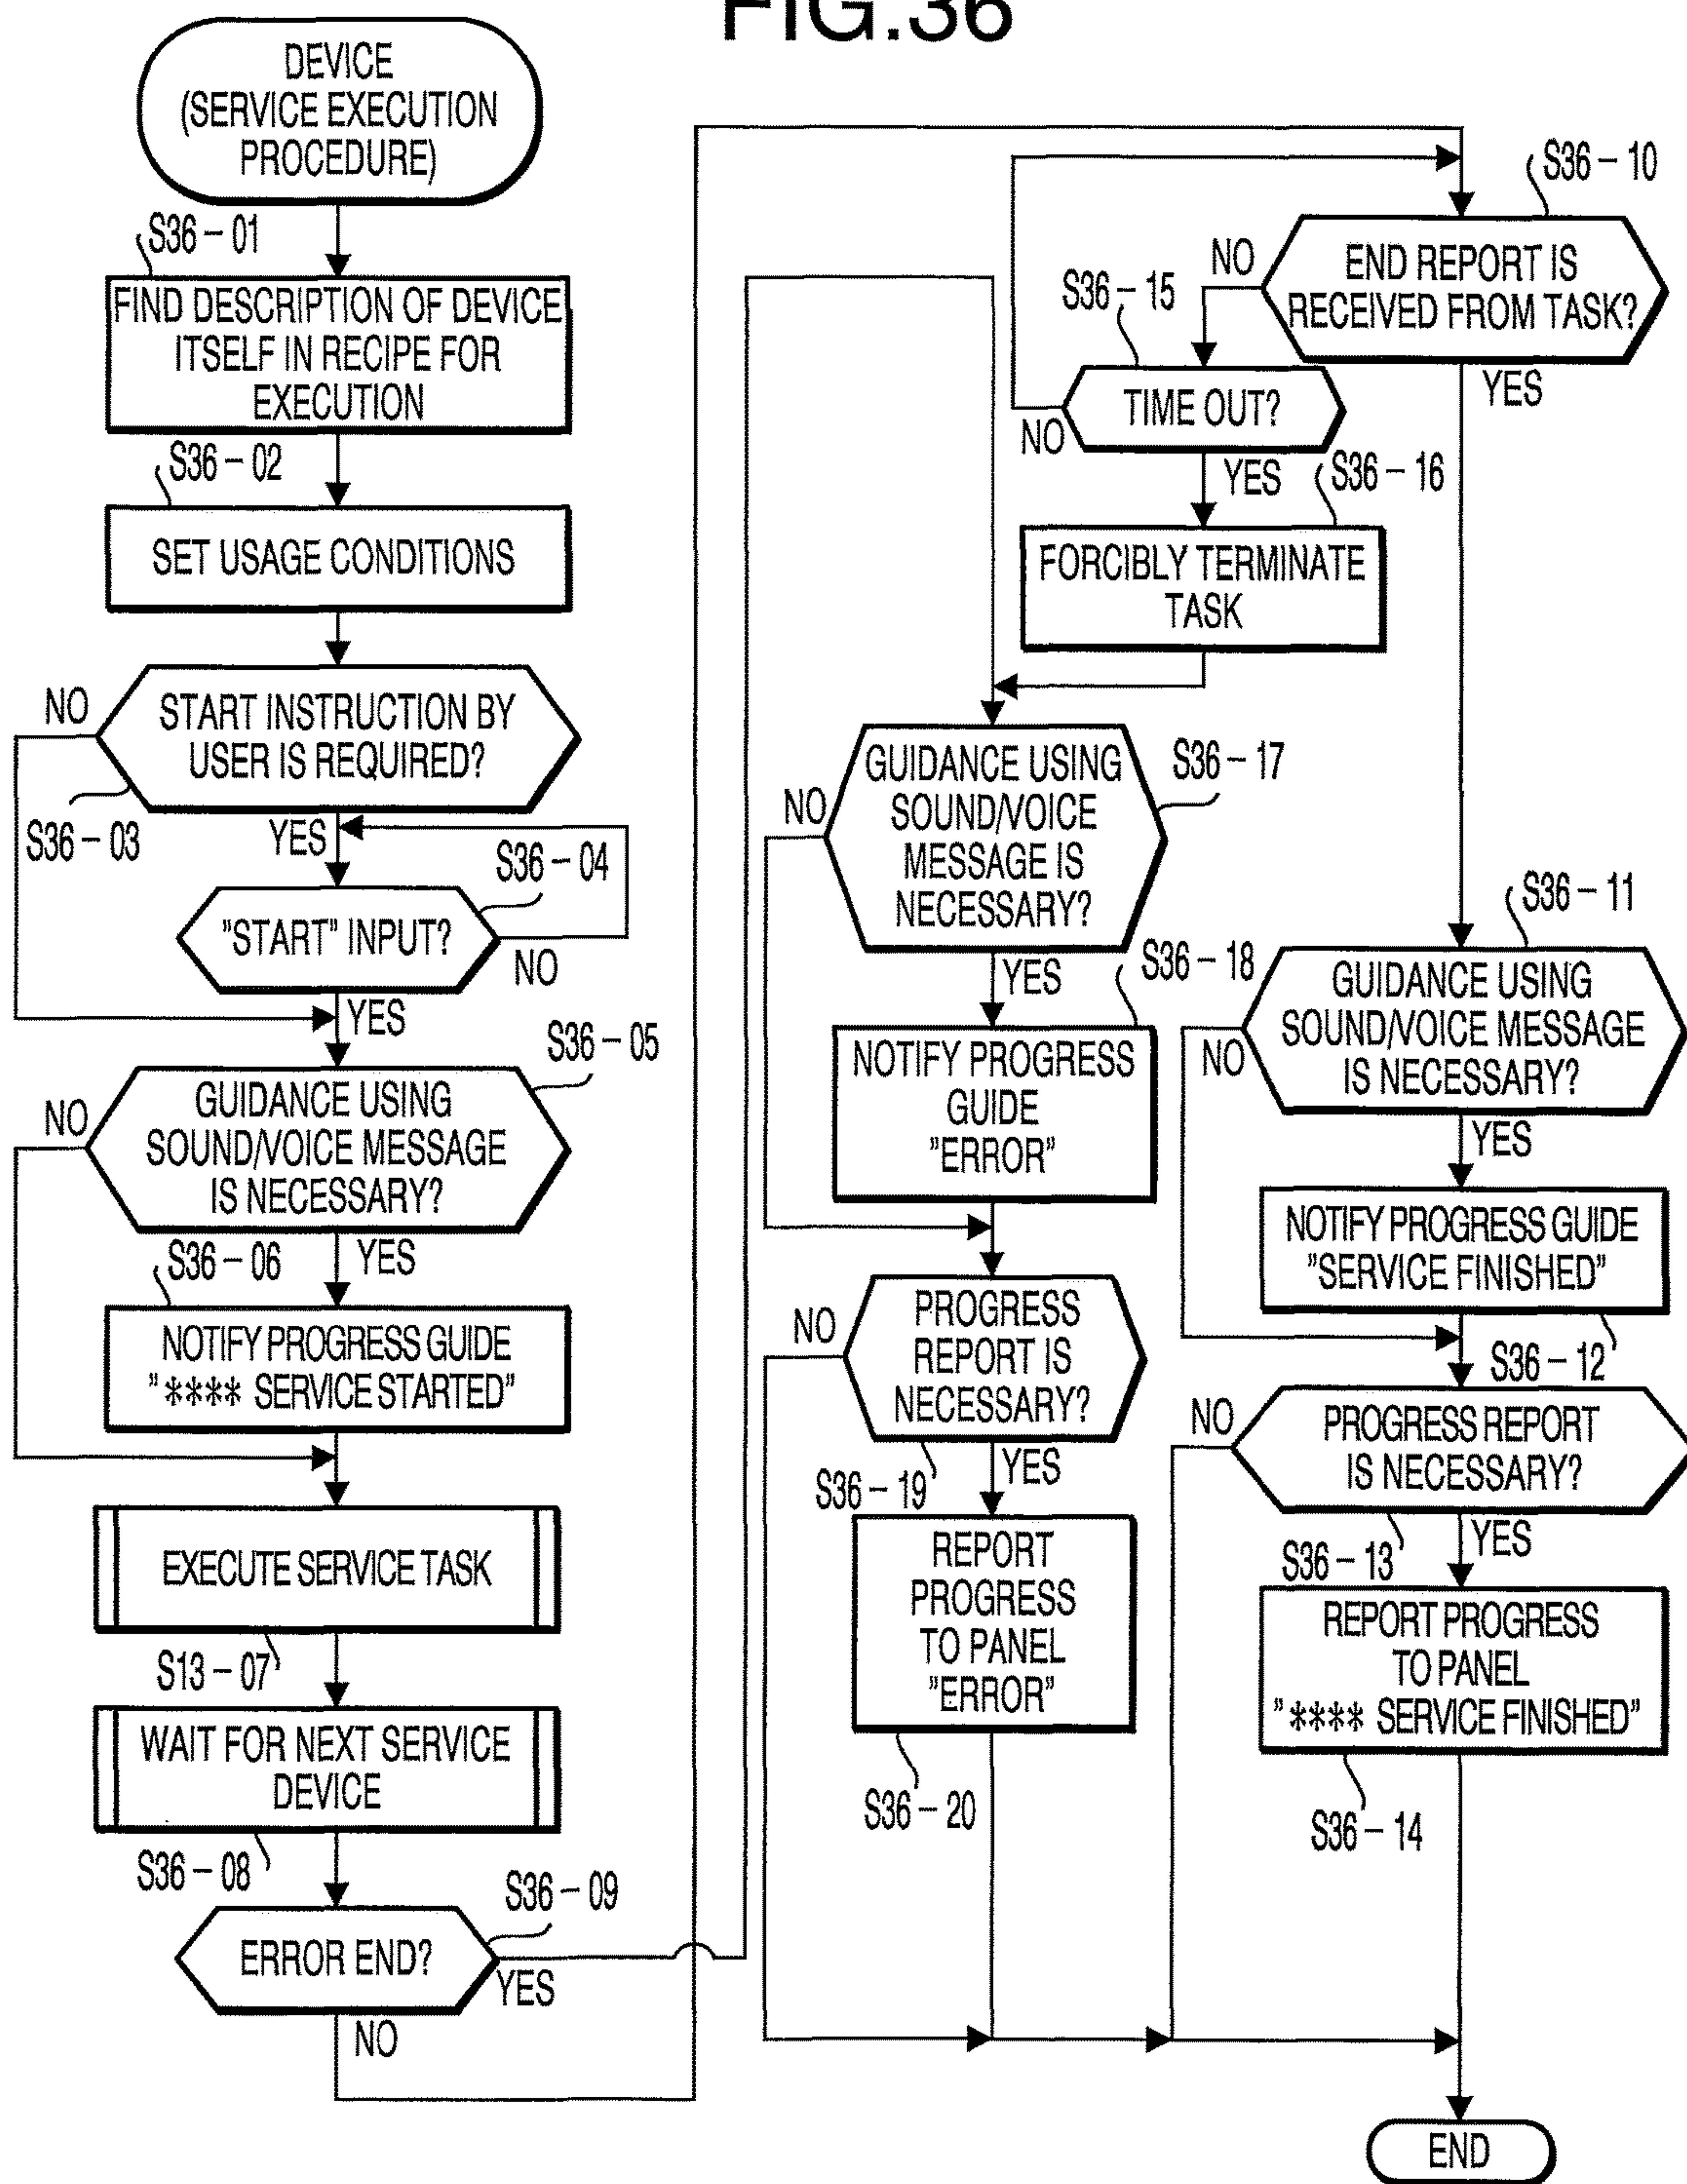 FIG.36
DEVICE
(SERVICE EXECUTION
PROCEDURE)
S36-01
FIND DESCRIPTION OF DEVICE
ITSELF IN RECIPE FOR
EXECUTION
S36-02
SET USAGE CONDITIONS
NO
START INSTRUCTION BY
USER IS REQUIRED?
S36-03
YES
S36-04
"START" INPUT?
NO
YES
S36-05
NO
GUIDANCE USING
SOUND/VOICE MESSAGE
IS NECESSARY?
S36-06
YES
NOTIFY PROGRESS GUIDE
"**** SERVICE STARTED"
EXECUTE SERVICE TASK
S13-07
WAIT FOR NEXT SERVICE
DEVICE
S36-08
S36-09
ERROR END?
YES
NO
S36-10
NO
END REPORT IS
RECEIVED FROM TASK?
YES
S36-15
TIME OUT?
NO
YES
S36-16
FORCIBLY TERMINATE
TASK
S36-17
NO
GUIDANCE USING
SOUND/VOICE
MESSAGE IS
NECESSARY?
YES
S36-18
NOTIFY PROGRESS
GUIDE
"ERROR"
NO
PROGRESS
REPORT IS
NECESSARY?
S36-19
YES
REPORT
PROGRESS
TO PANEL
"ERROR"
S36-20
S36-11
GUIDANCE USING
SOUND/VOICE MESSAGE
IS NECESSARY?
NO
YES
NOTIFY PROGRESS GUIDE
"SERVICE FINISHED"
S36-12
NO
PROGRESS REPORT
IS NECESSARY?
S36-13
YES
REPORT PROGRESS
TO PANEL
"**** SERVICE FINISHED"
S36-14
END